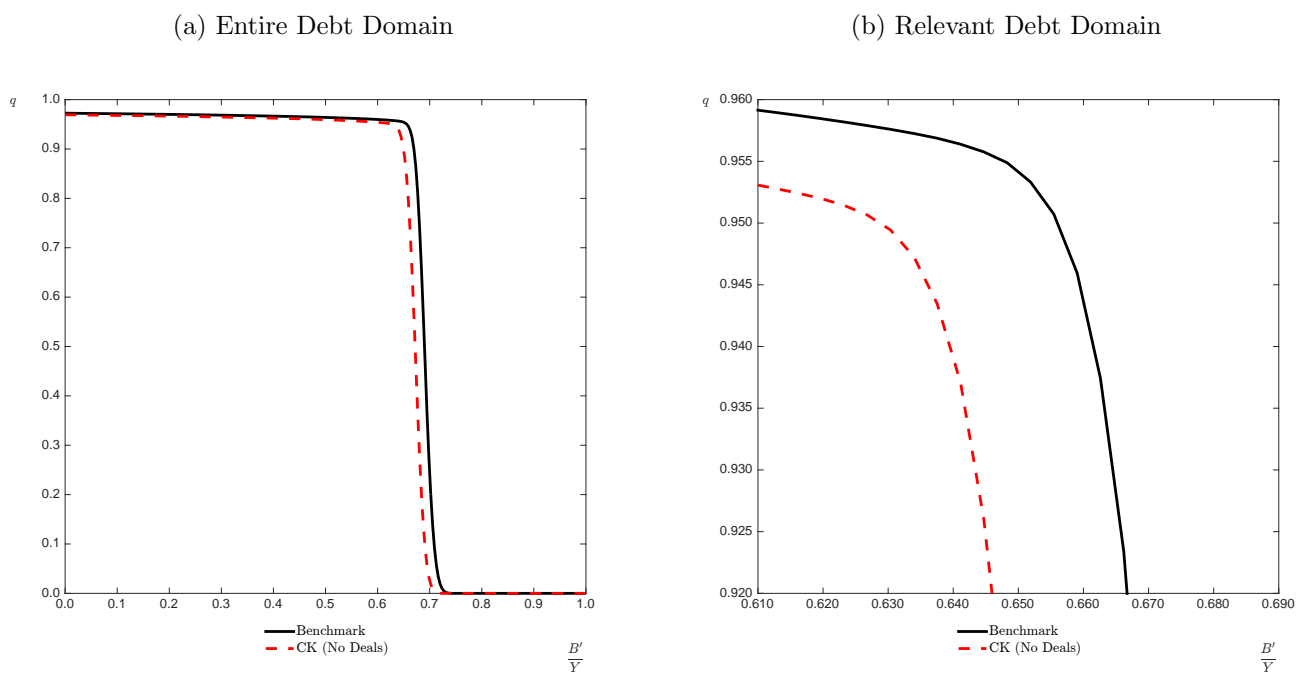 (a) Entire Debt Domain
q
1.0
0.9
0.8
0.7
0.6
0.5
0.4
0.3
0.2
0.1
0.0
0.0 0.1 0.2 0.3 0.4 0.5 0.6 0.7 0.8 0.9 1.0
Benchmark
CK (No Deals)
B′
Y
(b) Relevant Debt Domain
q
0.960
0.955
0.950
0.945
0.940
0.935
0.930
0.925
0.920
0.610 0.620 0.630 0.640 0.650 0.660 0.670 0.680 0.690
Benchmark
CK (No Deals)
B′
Y